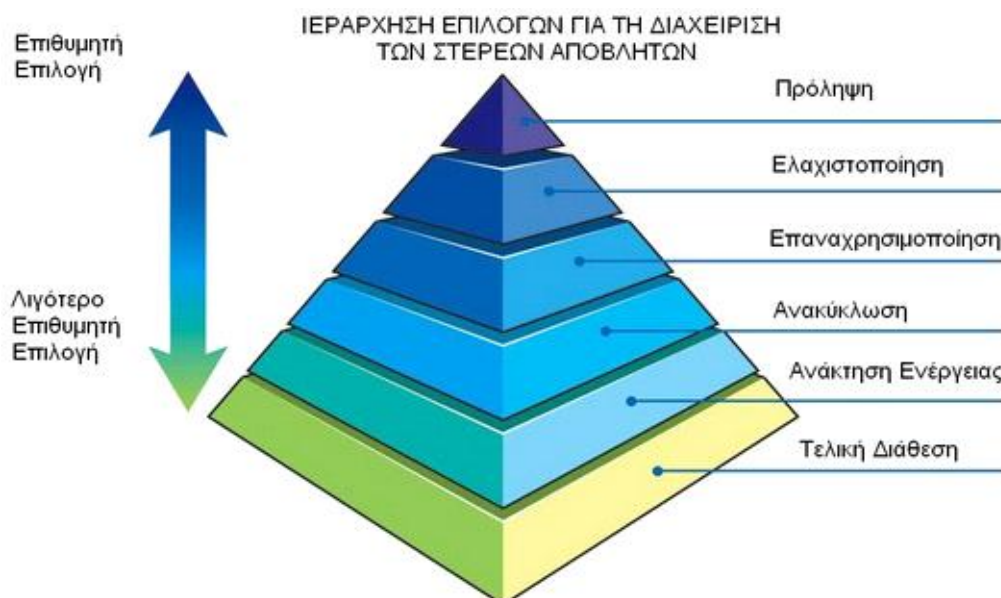 ΙΕΡΑΡΧΗΣΗ ΕΠΙΛΟΓΩΝ ΓΙΑ ΤΗ ΔΙΑΧΕΙΡΙΣΗ
ΤΩΝ ΣΤΕΡΕΩΝ ΑΠΟΒΛΗΤΩΝ
Επιθυμητή
Επιλογή
Πρόληψη
Ελαχιστοποίηση
Επαναχρησιμοποίηση
Λιγότερο
Επιθυμητή
Επιλογή
Ανακύκλωση
Ανάκτηση Ενέργειας
Τελική Διάθεση